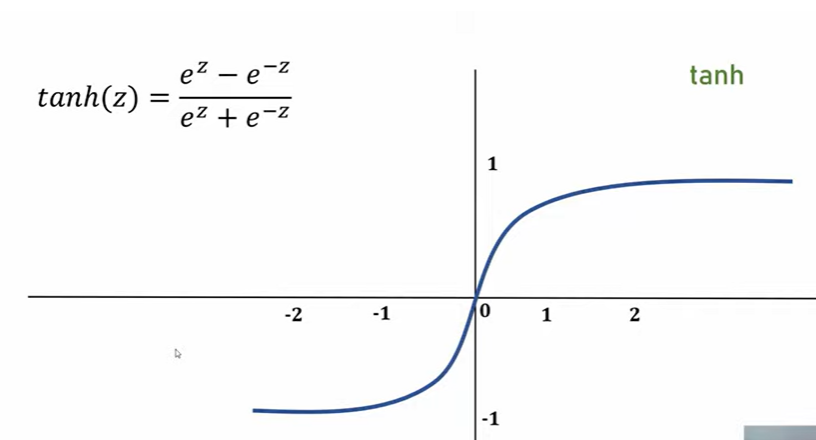 tanh(z) = (e^z − e^−z) / (e^z + e^−z)
tanh
1
-2 -1 0 1 2
-1